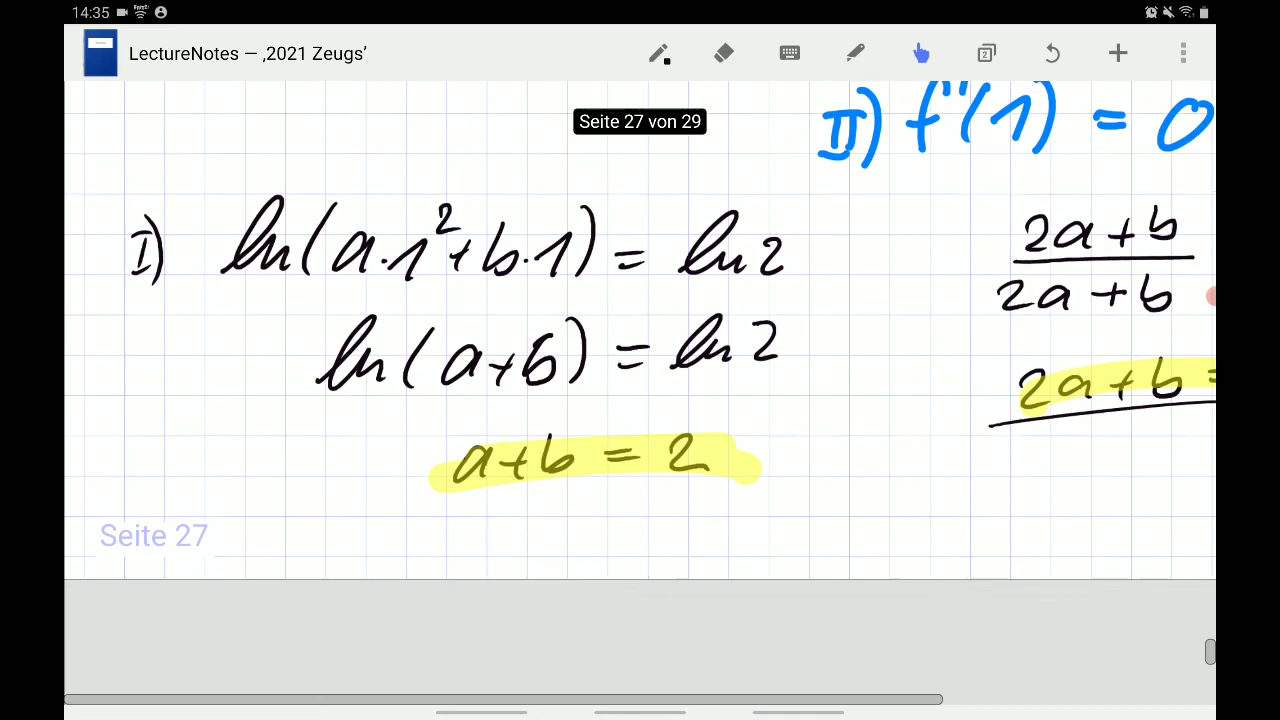 14:35
LectureNotes — ‚2021 Zeugs’
2
Seite 27 von 29
II) f''(1) = 0
I) ln(a·1²+b·1) = ln 2
2a+b
2a+b
ln(a+b) = ln 2
2a+b =
a+b = 2
Seite 27